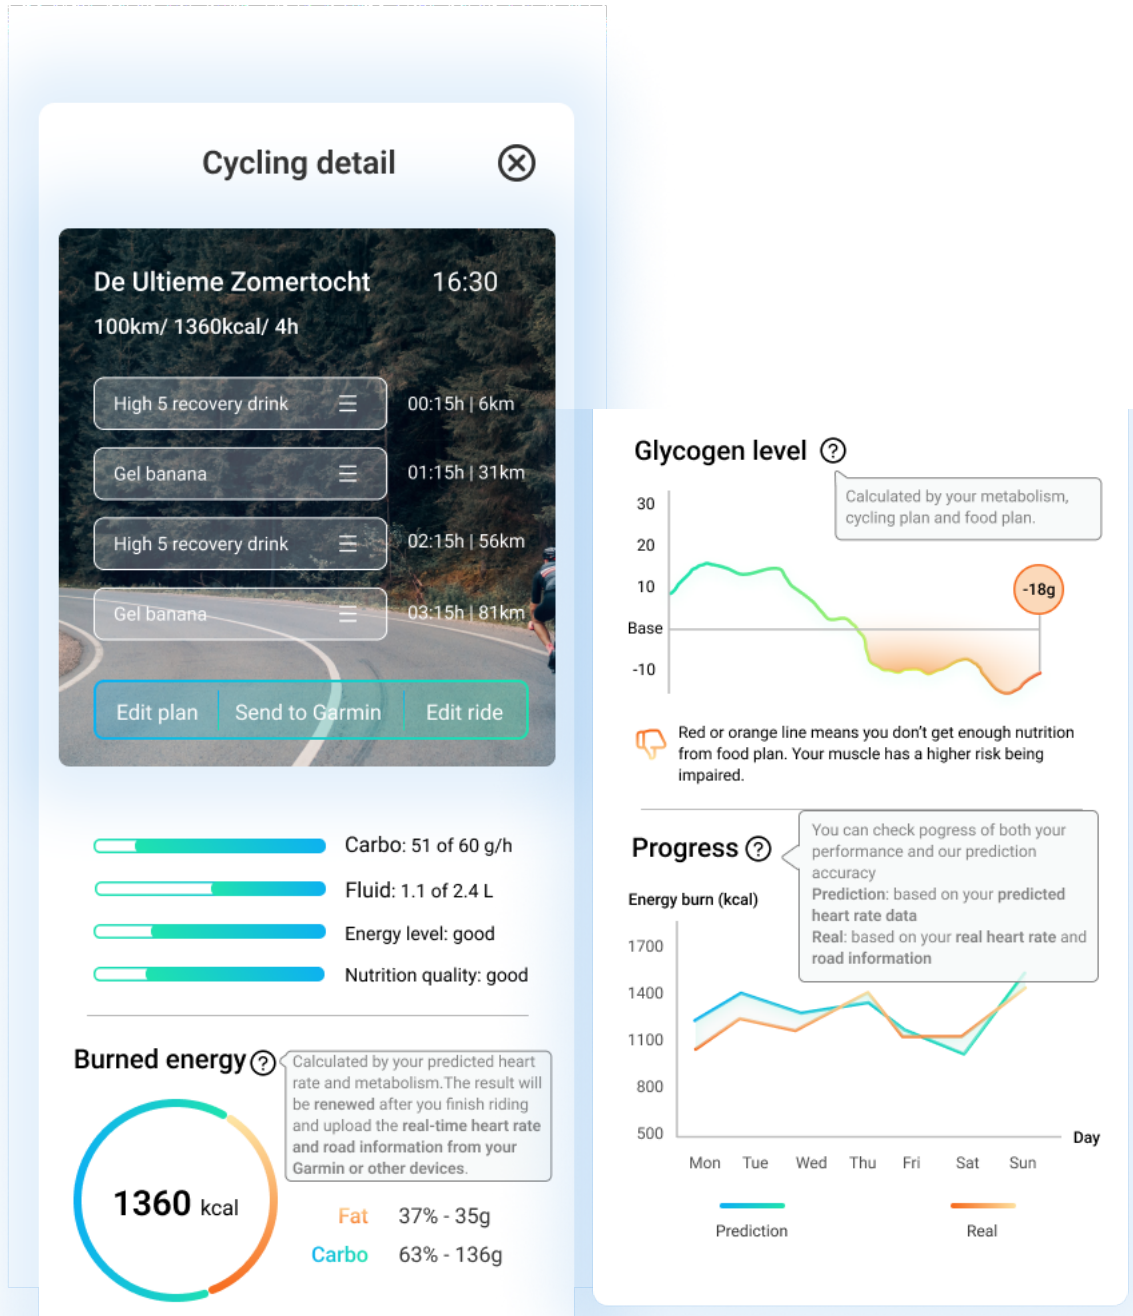 Cycling detail
De Ultieme Zomertocht 16:30
100km/ 1360kcal/ 4h
High 5 recovery drink 00:15h | 6km
Gel banana 01:15h | 31km
High 5 recovery drink 02:15h | 56km
Gel banana 03:15h | 81km
Edit plan Send to Garmin Edit ride
Carbo: 51 of 60 g/h
Fluid: 1.1 of 2.4 L
Energy level: good
Nutrition quality: good
Burned energy ?
Calculated by your predicted heart
rate and metabolism.The result will
be renewed after you finish riding
and upload the real-time heart rate
and road information from your
Garmin or other devices.
1360 kcal
Fat 37% - 35g
Carbo 63% - 136g
Glycogen level ?
Calculated by your metabolism,
cycling plan and food plan.
30
20
10
Base
-10
-18g
Red or orange line means you don't get enough nutrition
from food plan. Your muscle has a higher risk being
impaired.
Progress ?
You can check pogress of both your
performance and our prediction
accuracy
Prediction: based on your predicted
heart rate data
Real: based on your real heart rate and
road information
Energy burn (kcal)
1700
1400
1100
800
500
Day
Mon Tue Wed Thu Fri Sat Sun
Prediction Real